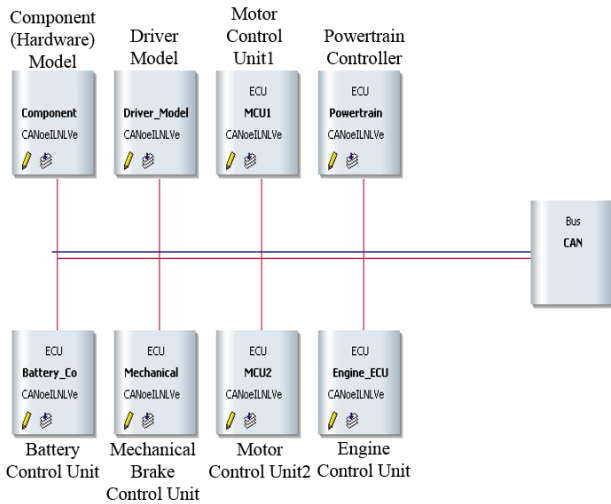 Component
(Hardware)
Model
Driver
Model
Motor
Control
Unit1
Powertrain
Controller
Component
CANoeILNLVe
Driver_Model
CANoeILNLVe
ECU
MCU1
CANoeILNLVe
ECU
Powertrain
CANoeILNLVe
Bus
CAN
ECU
Battery_Co
CANoeILNLVe
ECU
Mechanical
CANoeILNLVe
ECU
MCU2
CANoeILNLVe
ECU
Engine_ECU
CANoeILNLVe
Battery
Control Unit
Mechanical
Brake
Control Unit
Motor
Control Unit2
Engine
Control Unit